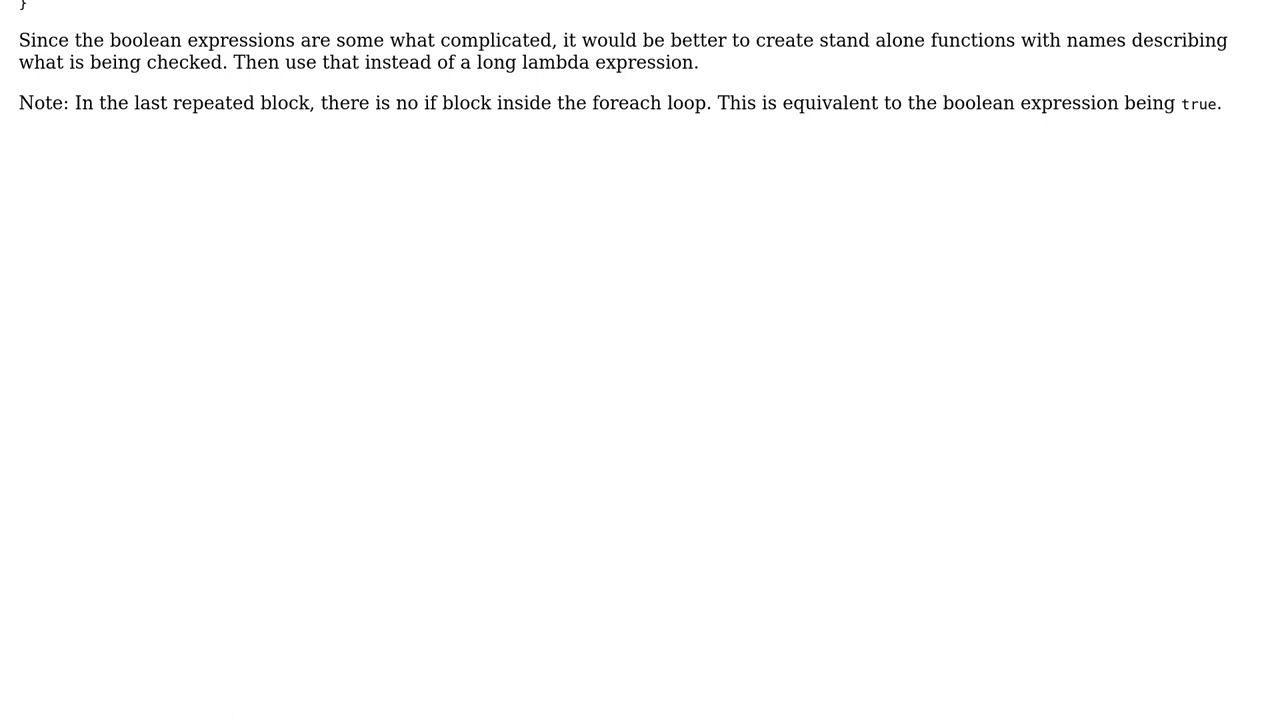 }
Since the boolean expressions are some what complicated, it would be better to create stand alone functions with names describing
what is being checked. Then use that instead of a long lambda expression.
Note: In the last repeated block, there is no if block inside the foreach loop. This is equivalent to the boolean expression being true.